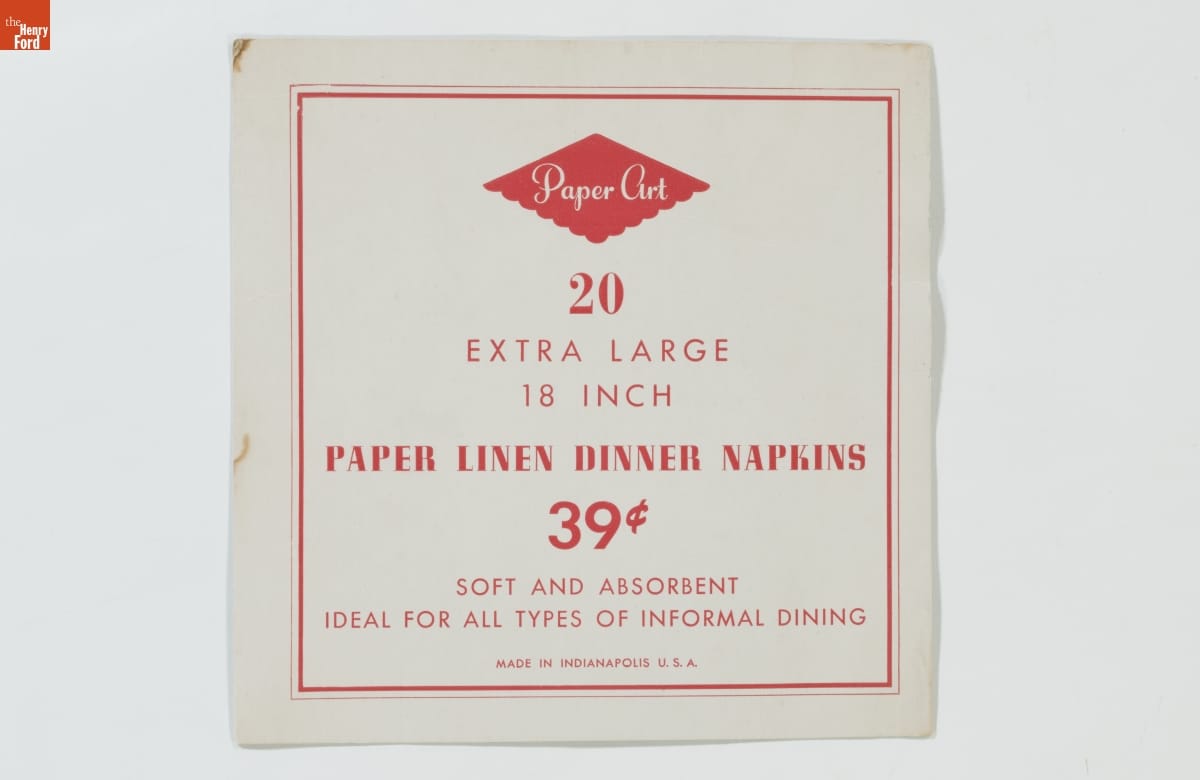 the
Henry
Ford
Paper Art
20
EXTRA LARGE
18 INCH
PAPER LINEN DINNER NAPKINS
39¢
SOFT AND ABSORBENT
IDEAL FOR ALL TYPES OF INFORMAL DINING
MADE IN INDIANAPOLIS U. S. A.